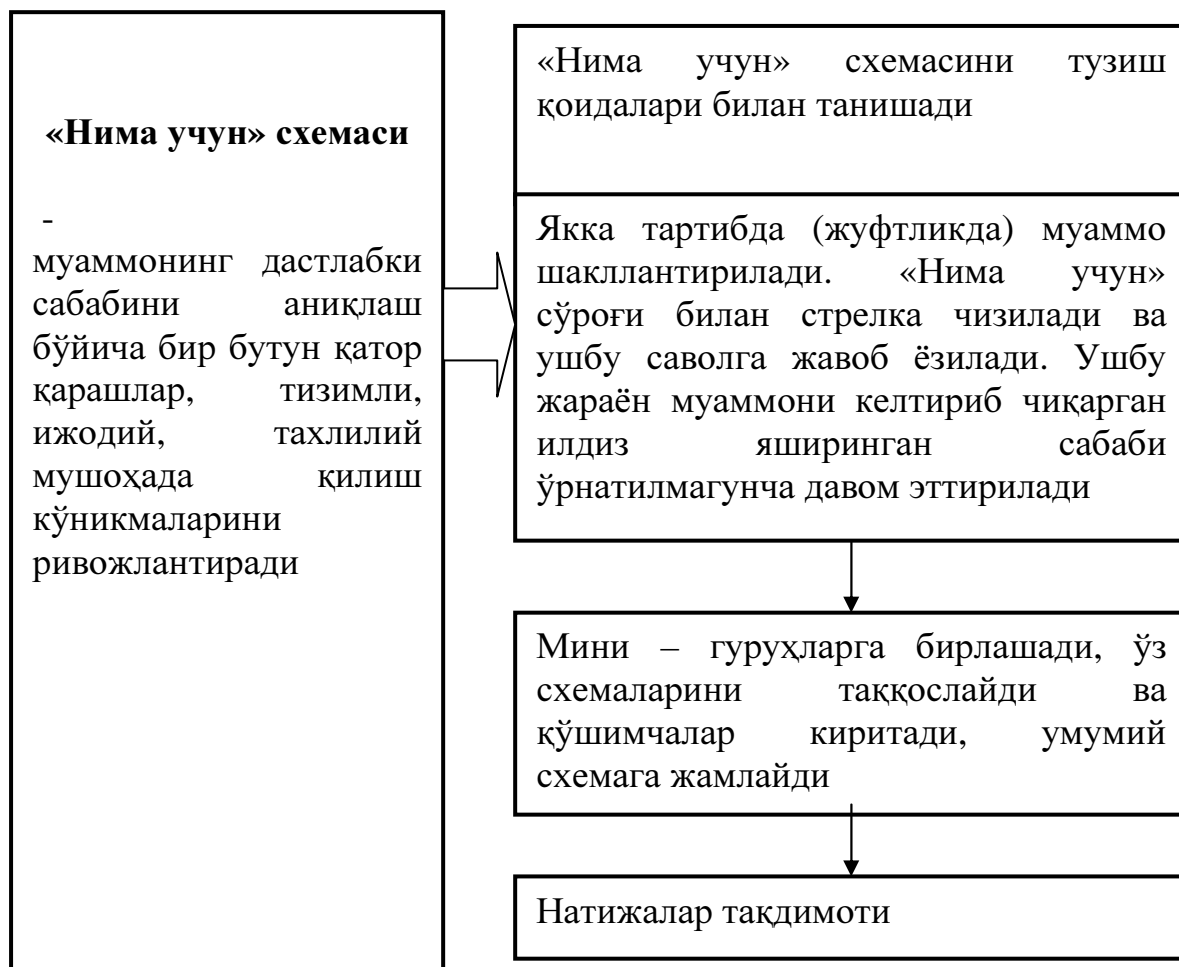 «Нима учун» схемаси
-
муаммонинг дастлабки
сабабини аниқлаш
бўйича бир бутун қатор
қарашлар, тизимли,
ижодий, тахлилий
мушоҳада қилиш
кўникмаларини
ривожлантиради
«Нима учун» схемасини тузиш
қоидалари билан танишади
Якка тартибда (жуфтликда) муаммо
шакллантирилади. «Нима учун»
сўроғи билан стрелка чизилади ва
ушбу саволга жавоб ёзилади. Ушбу
жараён муаммони келтириб чиқарган
илдиз яширинган сабаби
ўрнатилмагунча давом эттирилади
Мини – гуруҳларга бирлашади, ўз
схемаларини таққослайди ва
қўшимчалар киритади, умумий
схемага жамлайди
Натижалар тақдимоти